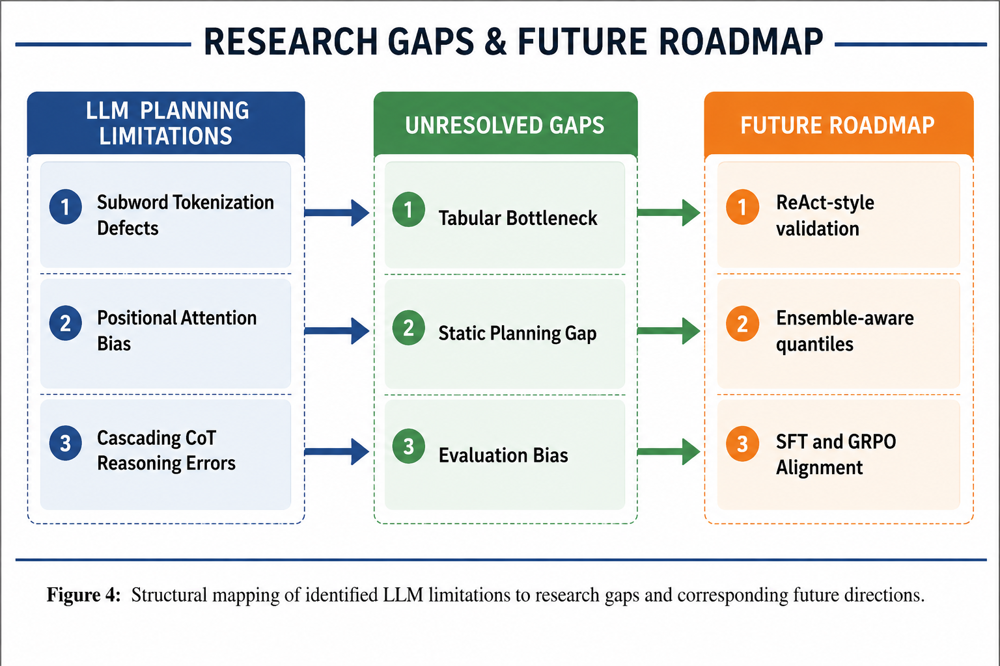 RESEARCH GAPS & FUTURE ROADMAP
LLM PLANNING
LIMITATIONS
1
Subword Tokenization
Defects
2
Positional Attention
Bias
3
Cascading CoT
Reasoning Errors
UNRESOLVED GAPS
1
Tabular Bottleneck
2
Static Planning Gap
3
Evaluation Bias
FUTURE ROADMAP
1
ReAct-style
validation
2
Ensemble-aware
quantiles
3
SFT and GRPO
Alignment
Figure 4: Structural mapping of identified LLM limitations to research gaps and corresponding future directions.